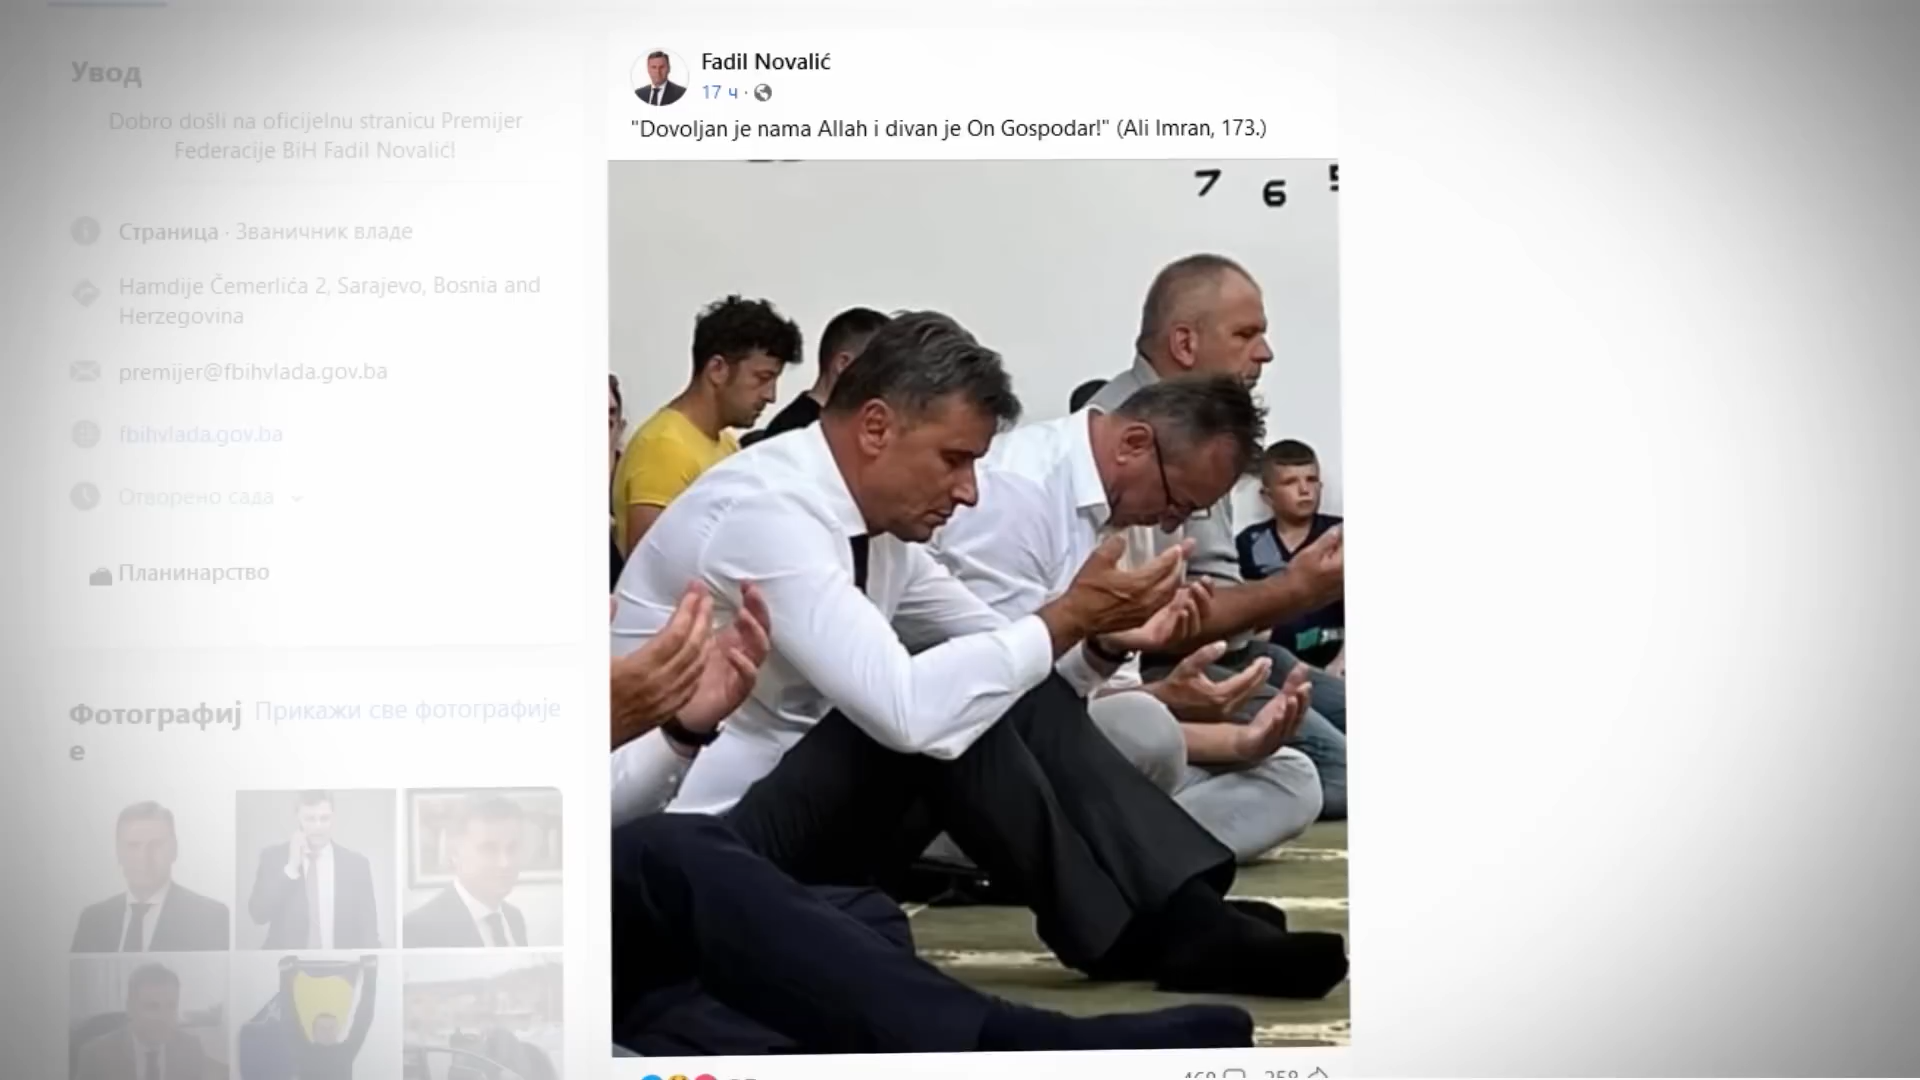 Увод
Dobro došli na oficijelnu stranicu Premijer
Federacije BiH Fadil Novalić!
Страница · Званичник владе
Hamdije Čemerlića 2, Sarajevo, Bosnia and
Herzegovina
premijer@fbihvlada.gov.ba
fbihvlada.gov.ba
Отворено сада
Планинарство
Фотографиј
е
Прикажи све фотографије
Fadil Novalić
17 ч ·
"Dovoljan je nama Allah i divan je On Gospodar!" (Ali Imran, 173.)
7 6